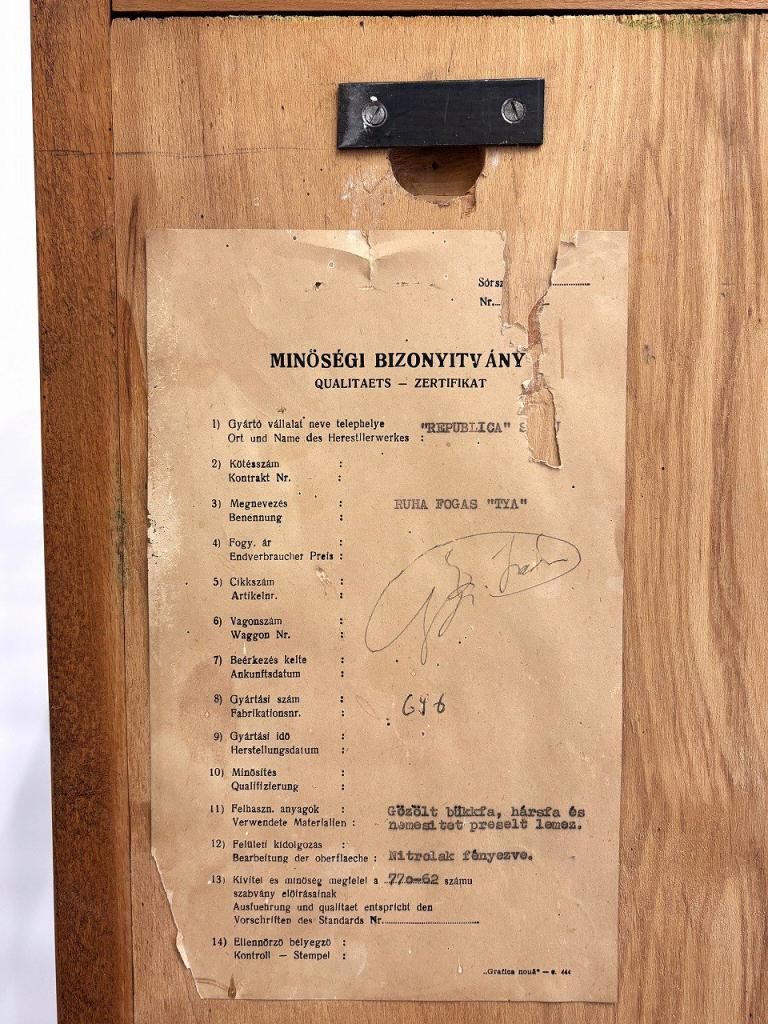 Sórsz
Nr.
MINŐSÉGI BIZONYITVÁNY
QUALITAETS — ZERTIFIKAT
1) Gyártó vállalat neve telephelye "REPUBLICA"
Ort und Name des Herestllerwerkes :
2) Kötésszám :
Kontrakt Nr. :
3) Megnevezés : RUHA FOGAS "TYA"
Benennung :
4) Fogy. ár :
Endverbraucher Preis :
5) Cikkszám :
Artikelnr. :
6) Vagonszám :
Waggon Nr. :
7) Beérkezés kelte :
Ankunftsdatum :
8) Gyártási szám : 646
Fabrikationsnr. :
9) Gyártási idő :
Herstellungsdatum :
10) Minősités :
Qualifizierung :
11) Felhaszn. anyagok : Gőzölt bükkfa, hársfa és
Verwendete Materialien : nemesitet preselt lemez.
12) Felületi kidolgozás :
Bearbeitung der oberflaeche : Nitrolak fényezve.
13) Kivitel és minőség megfelel a 770-62 számu
szabvány előirásainak
Ausfuehrung und qualitaet entspricht den
Vorschriften des Standards Nr.
14) Ellenőrző bélyegző :
Kontroll — Stempel :
„Grafica nouă" — c. 444